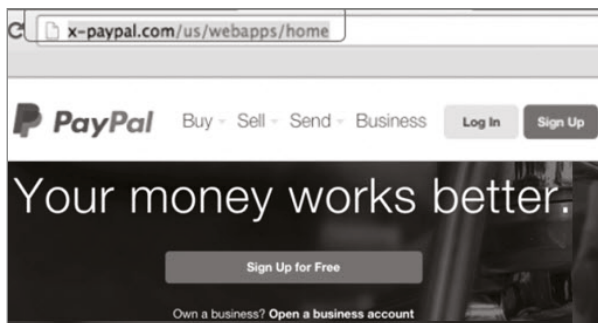 x-paypal.com/us/webapps/home
PayPal Buy Sell Send Business Log In Sign Up
Your money works better.
Sign Up for Free
Own a business? Open a business account